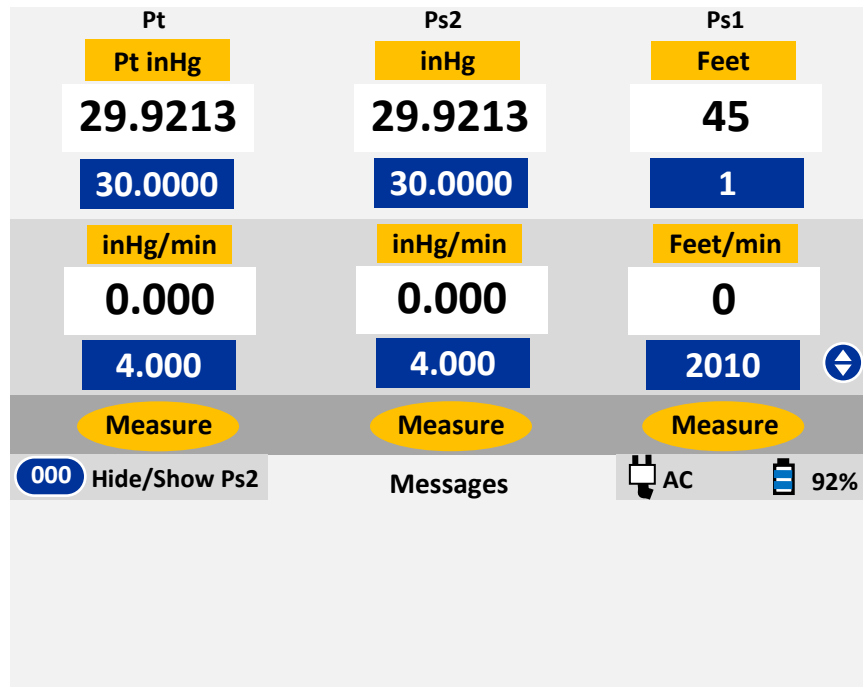 Pt Ps2 Ps1
Pt inHg inHg Feet
29.9213 29.9213 45
30.0000 30.0000 1
inHg/min inHg/min Feet/min
0.000 0.000 0
4.000 4.000 2010
Measure Measure Measure
000 Hide/Show Ps2 Messages AC 92%